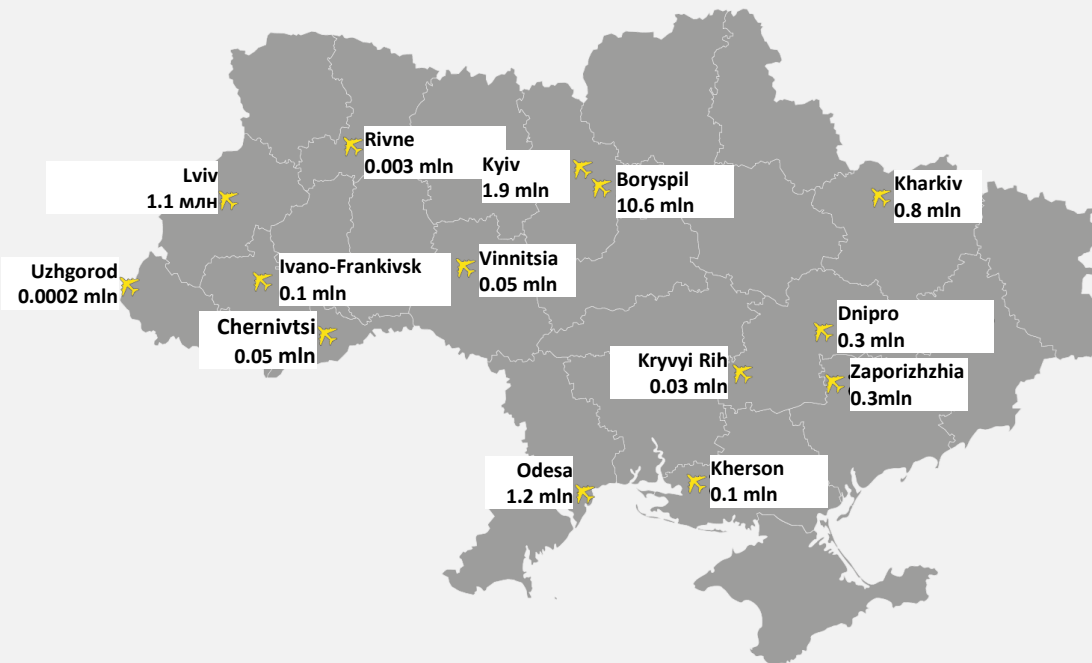 Rivne
0.003 mln
Kyiv
1.9 mln
Lviv
1.1 млн
Boryspil
10.6 mln
Kharkiv
0.8 mln
Uzhgorod
0.0002 mln
Ivano-Frankivsk
0.1 mln
Vinnitsia
0.05 mln
Chernivtsi
0.05 mln
Dnipro
0.3 mln
Kryvyi Rih
0.03 mln
Zaporizhzhia
0.3mln
Odesa
1.2 mln
Kherson
0.1 mln